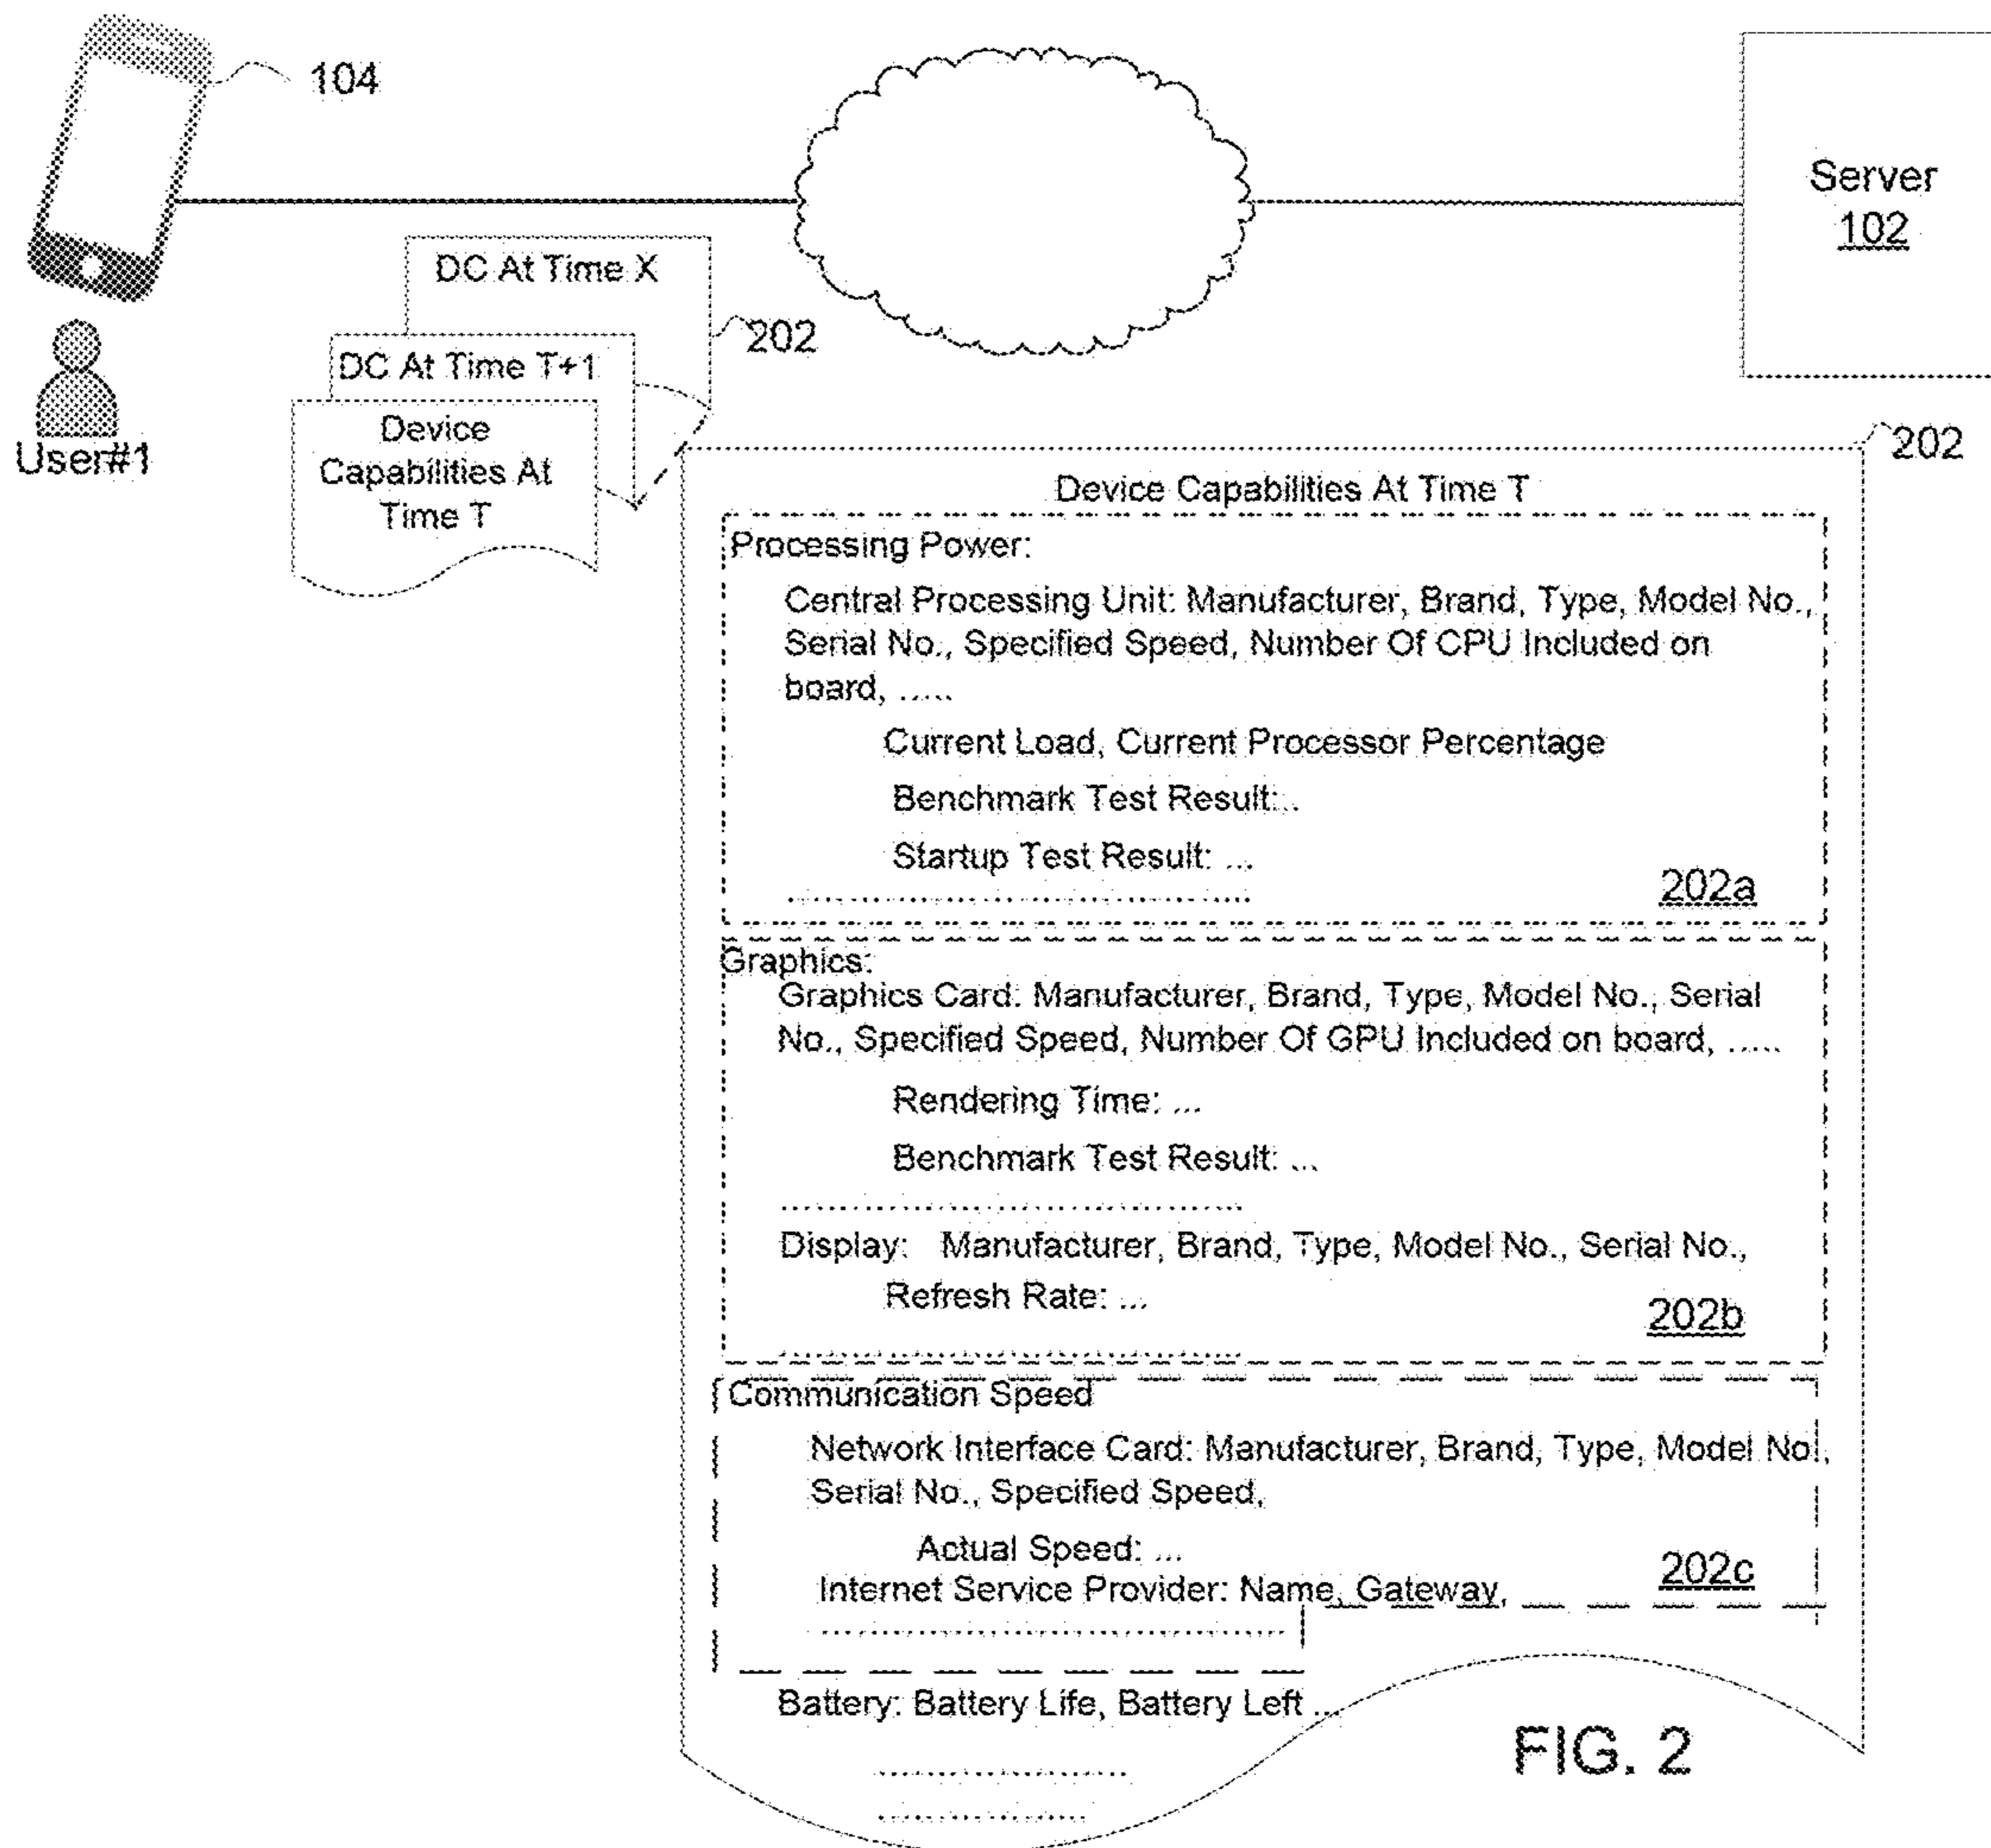 104
Server
102
DC At Time X
202
DC At Time T+1
Device
Capabilities At
Time T
User#1
202
Device Capabilities At Time T
Processing Power:
Central Processing Unit: Manufacturer, Brand, Type, Model No.,
Serial No., Specified Speed, Number Of CPU Included on
board, .....
Current Load, Current Processor Percentage
Benchmark Test Result:..
Startup Test Result: ...
202a
Graphics:
Graphics Card. Manufacturer, Brand, Type, Model No., Serial
No., Specified Speed, Number Of GPU Included on board, .....
Rendering Time: ...
Benchmark Test Result: ...
Display: Manufacturer, Brand, Type, Model No., Serial No.,
Refresh Rate: ...
202b
Communication Speed
Network Interface Card: Manufacturer, Brand, Type, Model No.,
Serial No., Specified Speed,
Actual Speed: ...
202c
Internet Service Provider: Name, Gateway,
Battery: Battery Life, Battery Left ...
FIG. 2